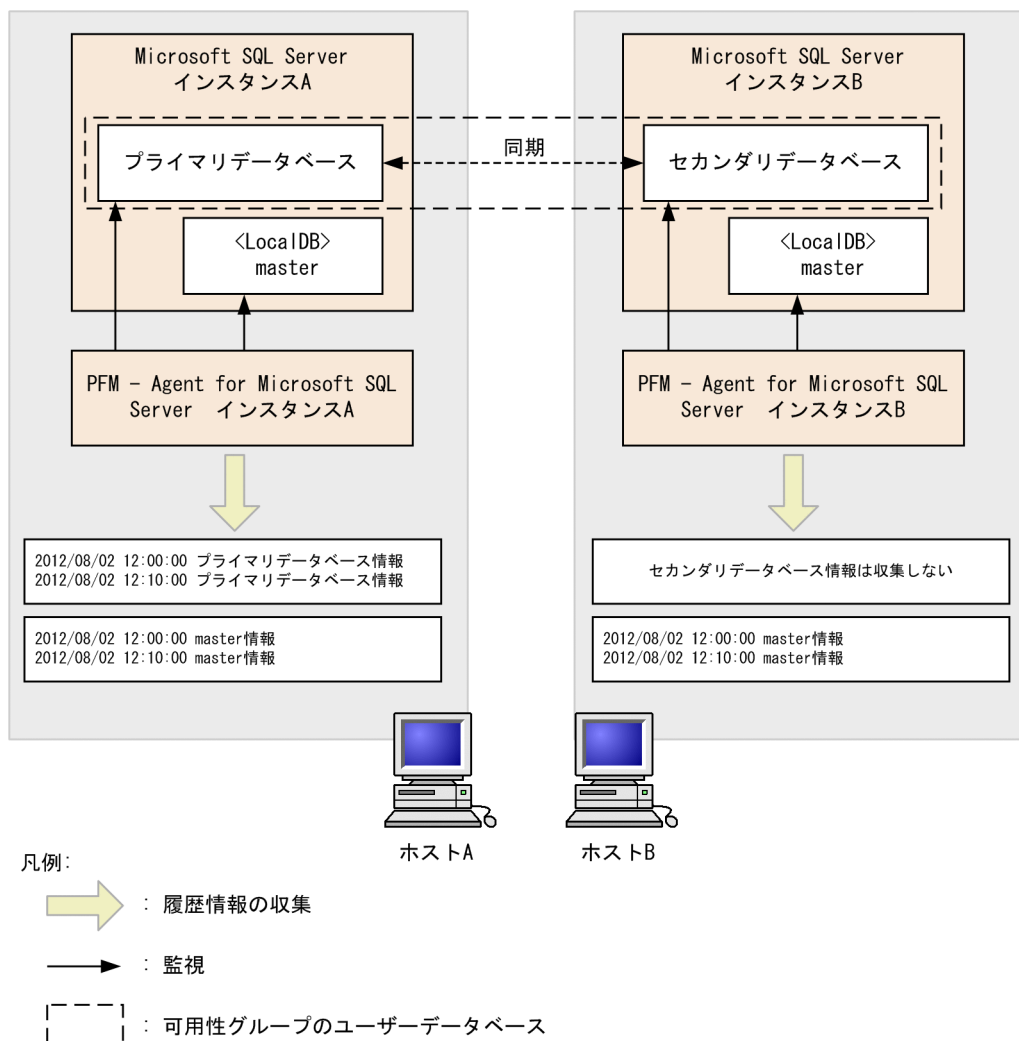 Microsoft SQL Server
インスタンスA
プライマリデータベース
<LocalDB>
master
PFM - Agent for Microsoft SQL
Server インスタンスA
2012/08/02 12:00:00 プライマリデータベース情報
2012/08/02 12:10:00 プライマリデータベース情報
2012/08/02 12:00:00 master情報
2012/08/02 12:10:00 master情報
同期
Microsoft SQL Server
インスタンスB
セカンダリデータベース
<LocalDB>
master
PFM - Agent for Microsoft SQL
Server インスタンスB
セカンダリデータベース情報は収集しない
2012/08/02 12:00:00 master情報
2012/08/02 12:10:00 master情報
ホストA
ホストB
凡例:
: 履歴情報の収集
: 監視
: 可用性グループのユーザーデータベース